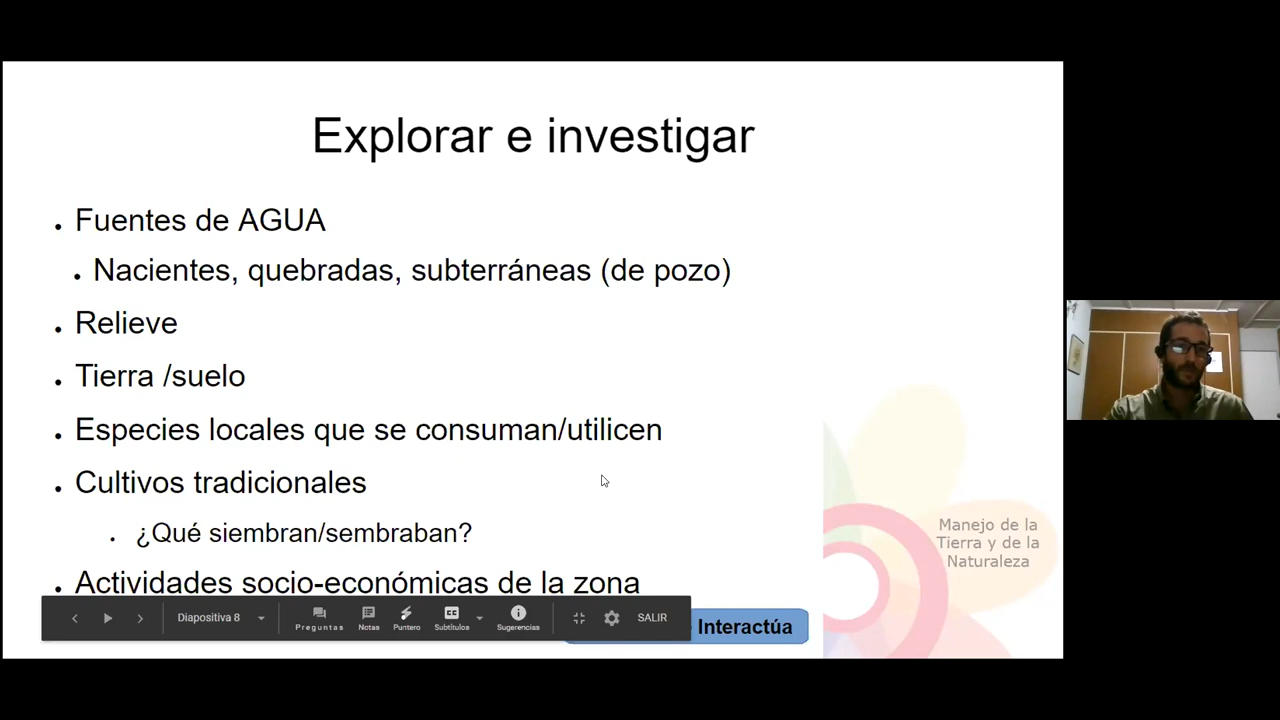 Explorar e investigar
Fuentes de AGUA
Nacientes, quebradas, subterráneas (de pozo)
Relieve
Tierra /suelo
Especies locales que se consuman/utilicen
Cultivos tradicionales
¿Qué siembran/sembraban?
Actividades socio-económicas de la zona
Manejo de la
Tierra y de la
Naturaleza
Diapositiva 8
Preguntas
Notas
Puntero
Subtítulos
Sugerencias
SALIR
Interactúa